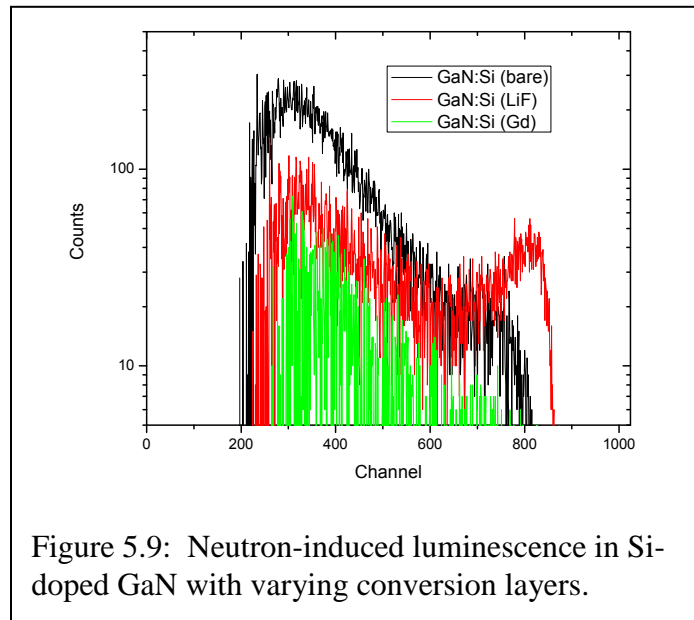 GaN:Si (bare)
GaN:Si (LiF)
GaN:Si (Gd)
100
10
Counts
0 200 400 600 800 1000
Channel
Figure 5.9: Neutron-induced luminescence in Si-
doped GaN with varying conversion layers.